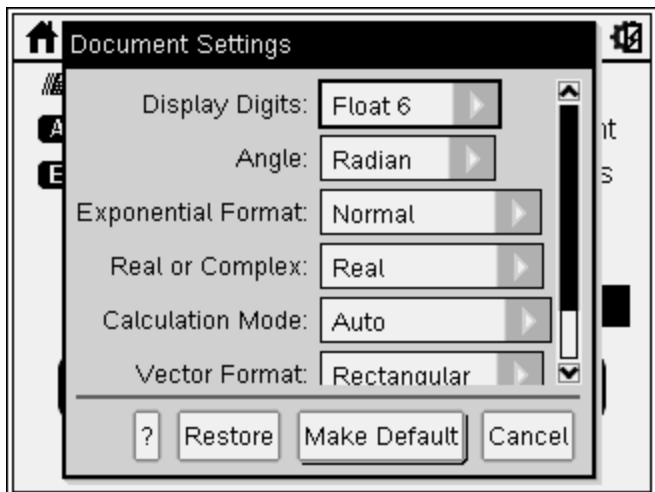 Document Settings
Display Digits: Float 6
Angle: Radian
Exponential Format: Normal
Real or Complex: Real
Calculation Mode: Auto
Vector Format: Rectangular
? Restore Make Default Cancel
A
nt
E
s